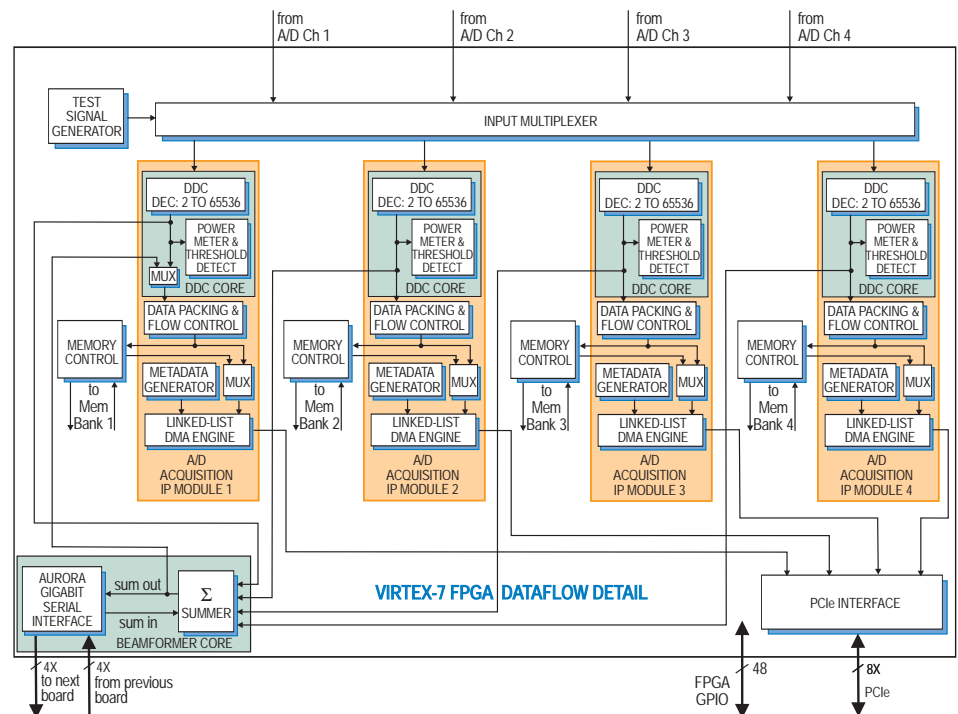 from
A/D Ch 1
from
A/D Ch 2
from
A/D Ch 3
from
A/D Ch 4
TEST
SIGNAL
GENERATOR
INPUT MULTIPLEXER
DDC
DEC: 2 TO 65536
POWER
METER &
THRESHOLD
DETECT
MUX
DDC CORE
DATA PACKING &
FLOW CONTROL
MEMORY
CONTROL
METADATA
GENERATOR
MUX
to
Mem
Bank 1
LINKED-LIST
DMA ENGINE
A/D
ACQUISITION
IP MODULE 1
DDC
DEC: 2 TO 65536
POWER
METER &
THRESHOLD
DETECT
DDC CORE
DATA PACKING &
FLOW CONTROL
MEMORY
CONTROL
METADATA
GENERATOR
MUX
to
Mem
Bank 2
LINKED-LIST
DMA ENGINE
A/D
ACQUISITION
IP MODULE 2
DDC
DEC: 2 TO 65536
POWER
METER &
THRESHOLD
DETECT
DDC CORE
DATA PACKING &
FLOW CONTROL
MEMORY
CONTROL
METADATA
GENERATOR
MUX
to
Mem
Bank 3
LINKED-LIST
DMA ENGINE
A/D
ACQUISITION
IP MODULE 3
DDC
DEC: 2 TO 65536
POWER
METER &
THRESHOLD
DETECT
DDC CORE
DATA PACKING &
FLOW CONTROL
MEMORY
CONTROL
METADATA
GENERATOR
MUX
to
Mem
Bank 4
LINKED-LIST
DMA ENGINE
A/D
ACQUISITION
IP MODULE 4
AURORA
GIGABIT
SERIAL
INTERFACE
sum out
sum in
Σ
SUMMER
BEAMFORMER CORE
VIRTEX-7 FPGA DATAFLOW DETAIL
PCIe INTERFACE
4X
to next
board
4X
from previous
board
48
FPGA
GPIO
8X
PCIe